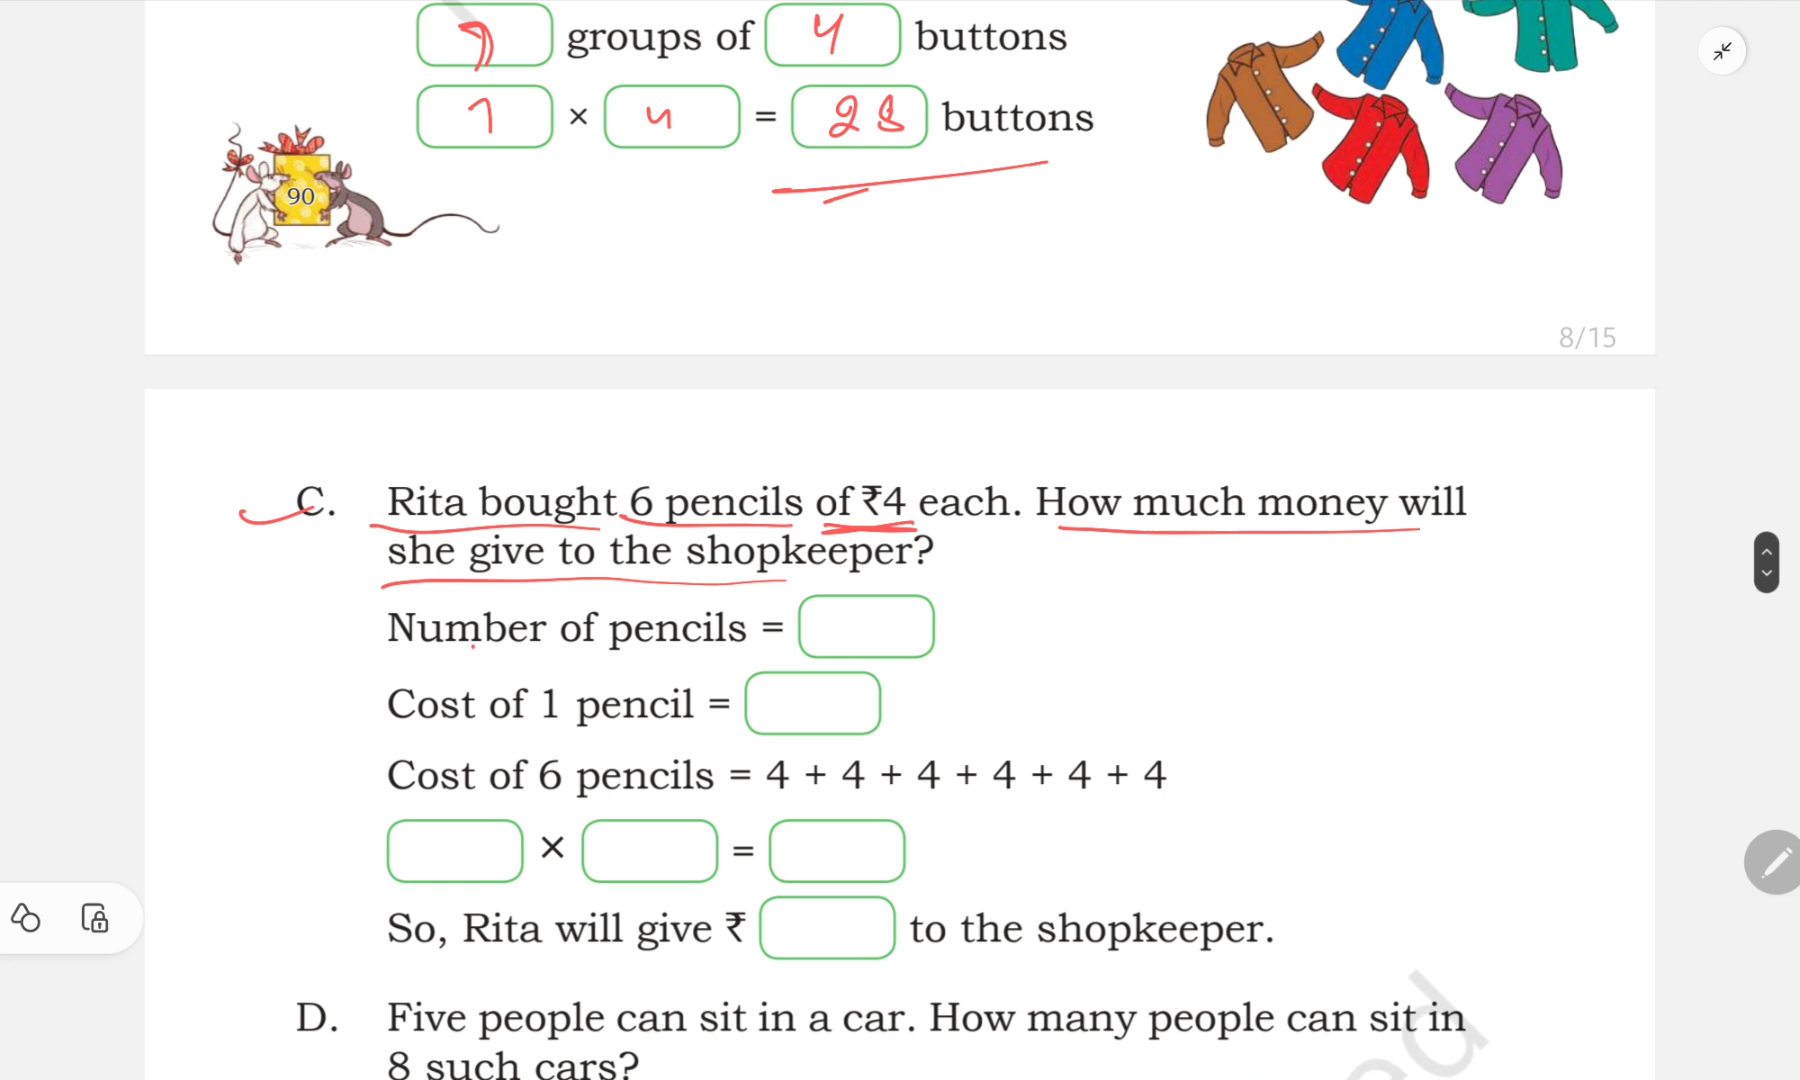 7 groups of 4 buttons
7 × 4 = 28 buttons
90
8/15
C. Rita bought 6 pencils of ₹4 each. How much money will
she give to the shopkeeper?
Number of pencils =
Cost of 1 pencil =
Cost of 6 pencils = 4 + 4 + 4 + 4 + 4 + 4
× =
So, Rita will give ₹ to the shopkeeper.
D. Five people can sit in a car. How many people can sit in
8 such cars?
ed